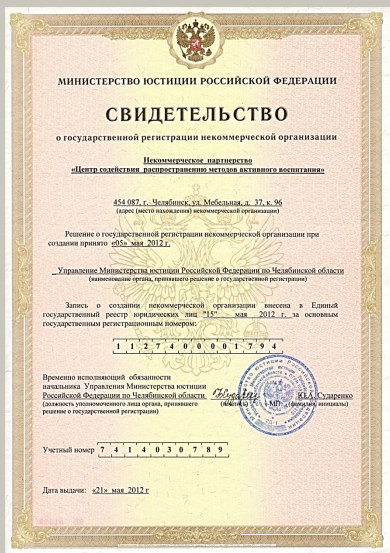 МИНИСТЕРСТВО ЮСТИЦИИ РОССИЙСКОЙ ФЕДЕРАЦИИ
СВИДЕТЕЛЬСТВО
о государственной регистрации некоммерческой организации
Некоммерческое партнерство
«Центр содействия распространению методов активного воспитания»
454 087, г. Челябинск, ул. Мебельная, д. 37, к. 96
(адрес (место нахождения) некоммерческой организации)
Решение о государственной регистрации некоммерческой организации при
создании принято «05» мая 2012 г.
Управление Министерства юстиции Российской Федерации по Челябинской области
(наименование органа, принявшего решение о государственной регистрации)
Запись о создании некоммерческой организации внесена в Единый
государственный реестр юридических лиц "15" мая 2012 г. за основным
государственным регистрационным номером:
1 1 2 7 4 0 0 0 0 1 7 9 4
Временно исполняющий обязанности
начальника Управления Министерства юстиции
Российской Федерации по Челябинской области Ю.А. Сударенко
(должность уполномоченного лица органа, принявшего (подпись) МП (фамилия, инициалы)
решение о государственной регистрации)
Учетный номер 7 4 1 4 0 3 0 7 8 9
Дата выдачи: «21» мая 2012 г